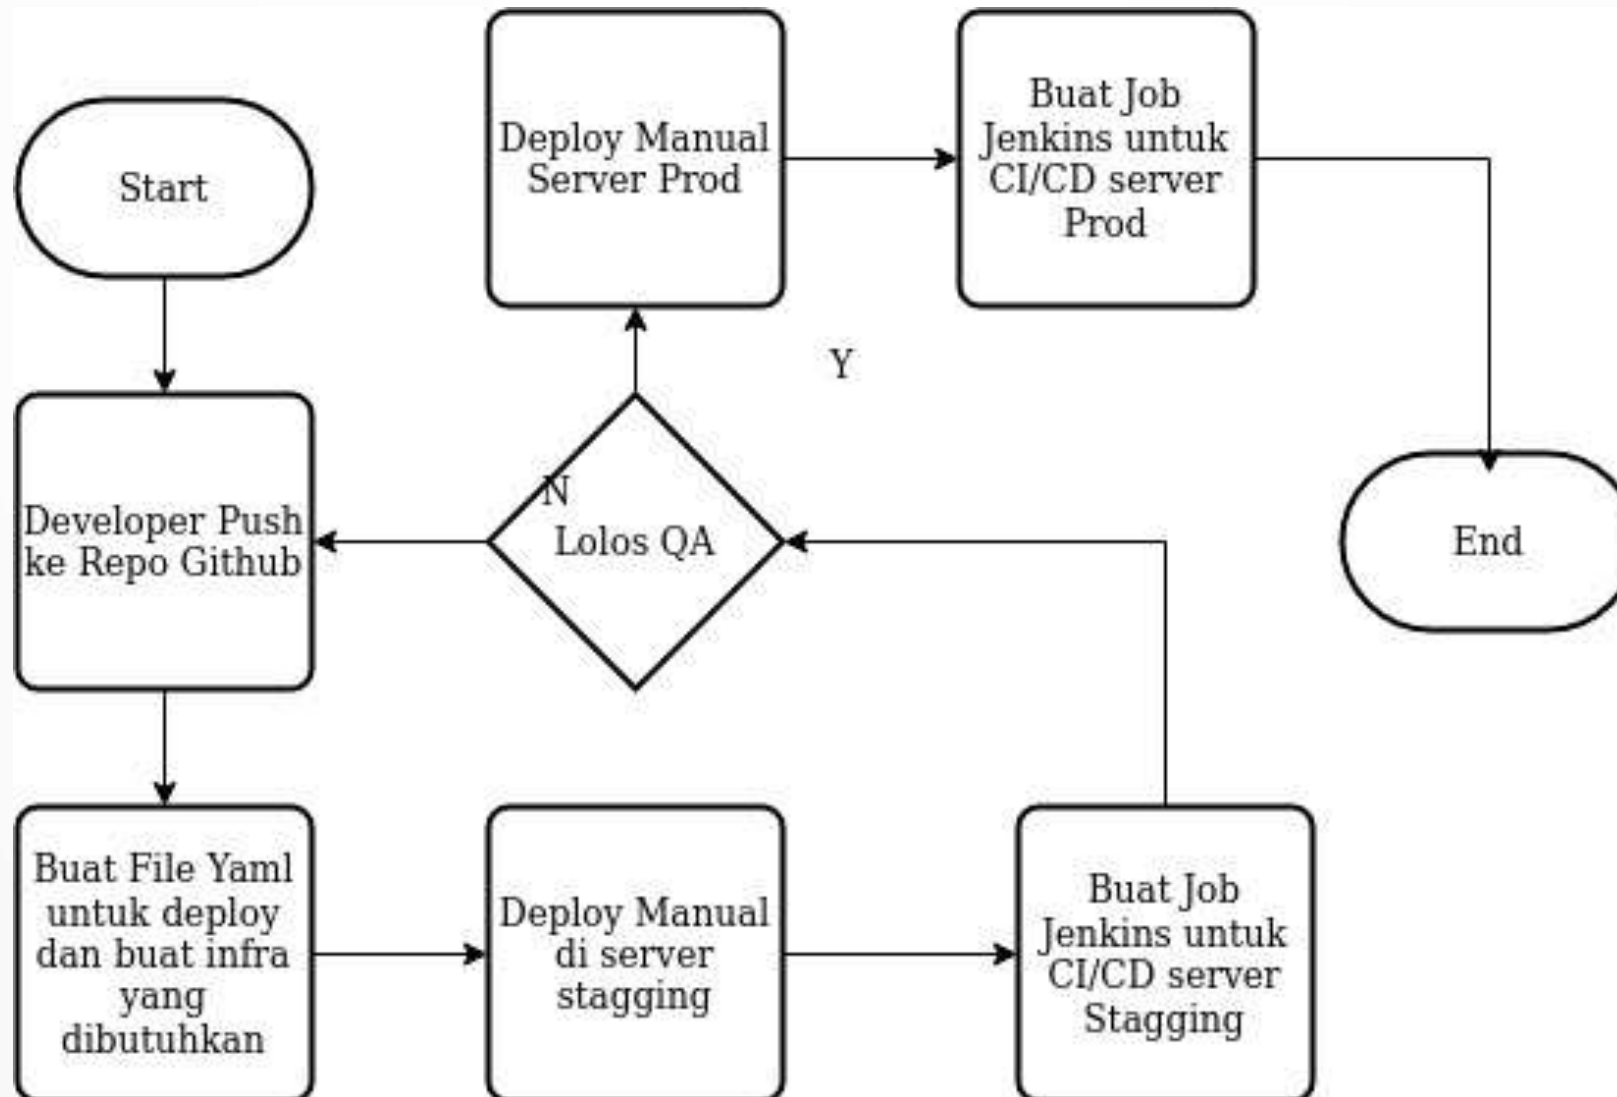 Start
Deploy Manual
Server Prod
Buat Job
Jenkins untuk
CI/CD server
Prod
Y
N
Lolos QA
Developer Push
ke Repo Github
End
Buat File Yaml
untuk deploy
dan buat infra
yang
dibutuhkan
Deploy Manual
di server
stagging
Buat Job
Jenkins untuk
CI/CD server
Stagging